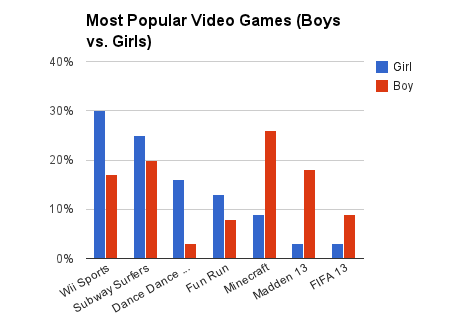 Most Popular Video Games (Boys
vs. Girls)
40%
30%
20%
10%
0%
Girl
Boy
Wii Sports
Subway Surfers
Dance Dance ...
Fun Run
Minecraft
Madden 13
FIFA 13